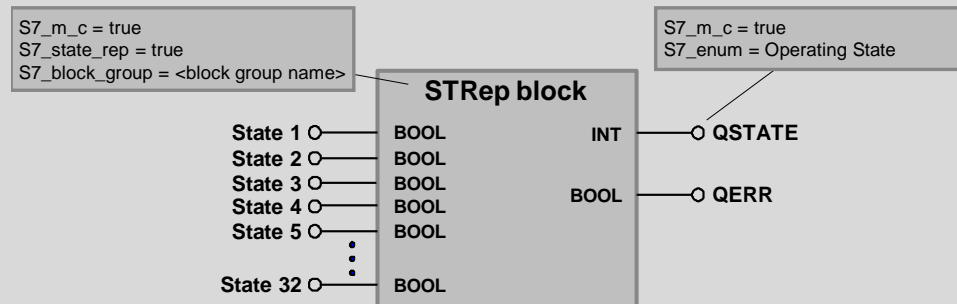 S7_m_c = true
S7_state_rep = true
S7_block_group = <block group name>
S7_m_c = true
S7_enum = Operating State
STRep block
State 1 BOOL INT QSTATE
State 2 BOOL
State 3 BOOL
BOOL QERR
State 4 BOOL
State 5 BOOL
State 32 BOOL